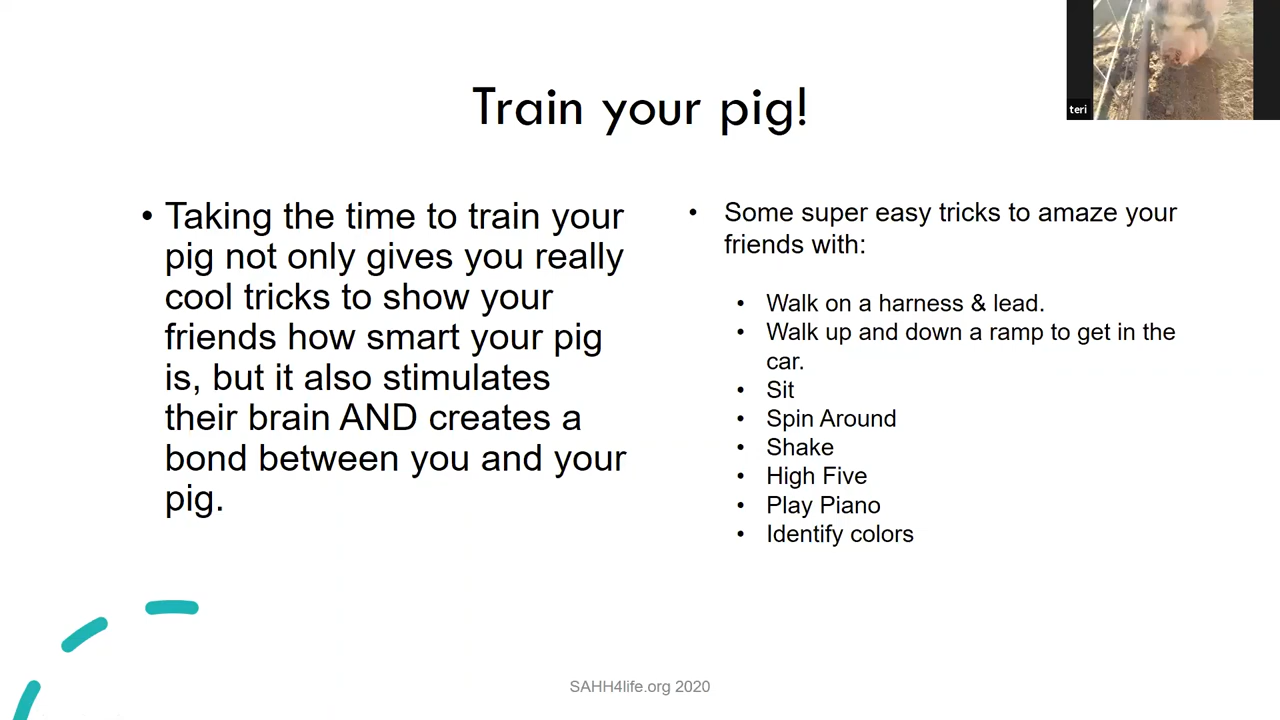 Train your pig!
teri
• Taking the time to train your
pig not only gives you really
cool tricks to show your
friends how smart your pig
is, but it also stimulates
their brain AND creates a
bond between you and your
pig.
• Some super easy tricks to amaze your
friends with:
• Walk on a harness & lead.
• Walk up and down a ramp to get in the
car.
• Sit
• Spin Around
• Shake
• High Five
• Play Piano
• Identify colors
SAHH4life.org 2020